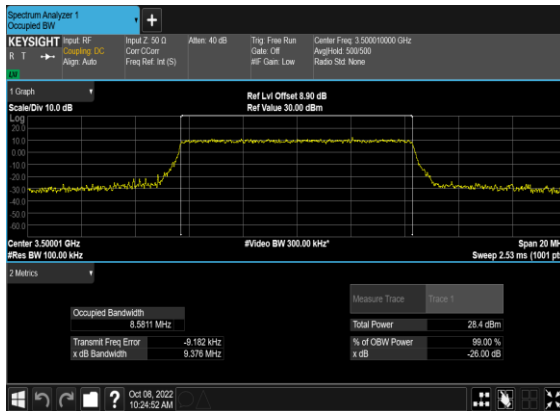 Spectrum Analyzer 1
Occupied BW
KEYSIGHT
R T
Input: RF
Coupling: DC
Align: Auto
Input Z: 50 Ω
Corr CCorr
Freq Ref: Int (S)
Atten: 40 dB
Trig: Free Run
Gate: Off
#IF Gain: Low
Center Freq: 3.500010000 GHz
Avg|Hold: 500/500
Radio Std: None
1 Graph
Scale/Div 10.0 dB
Ref Lvl Offset 8.90 dB
Ref Value 30.00 dBm
Log
20.0
10.0
0.00
-10.0
-20.0
-30.0
-40.0
-50.0
-60.0
Center 3.50001 GHz
#Res BW 100.00 kHz
#Video BW 300.00 kHz*
Span 20 MH
Sweep 2.53 ms (1001 pt
2 Metrics
Measure Trace
Trace 1
Occupied Bandwidth
8.5811 MHz
Total Power
28.4 dBm
Transmit Freq Error
-9.182 kHz
% of OBW Power
99.00 %
x dB Bandwidth
9.376 MHz
x dB
-26.00 dB
?
Oct 08, 2022
10:24:52 AM